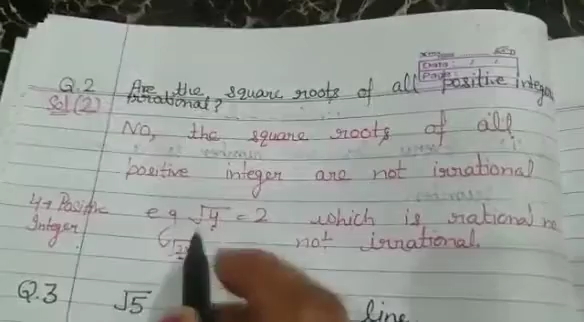 Date: / /
Page:
Q.2 Are the square roots of all positive integer
Sol(2) irrational?
No, the square roots of all
positive integer are not irrational
4→ Positive e g √4 = 2 which is rational no
Integer not irrational.
Q.3 √5 line